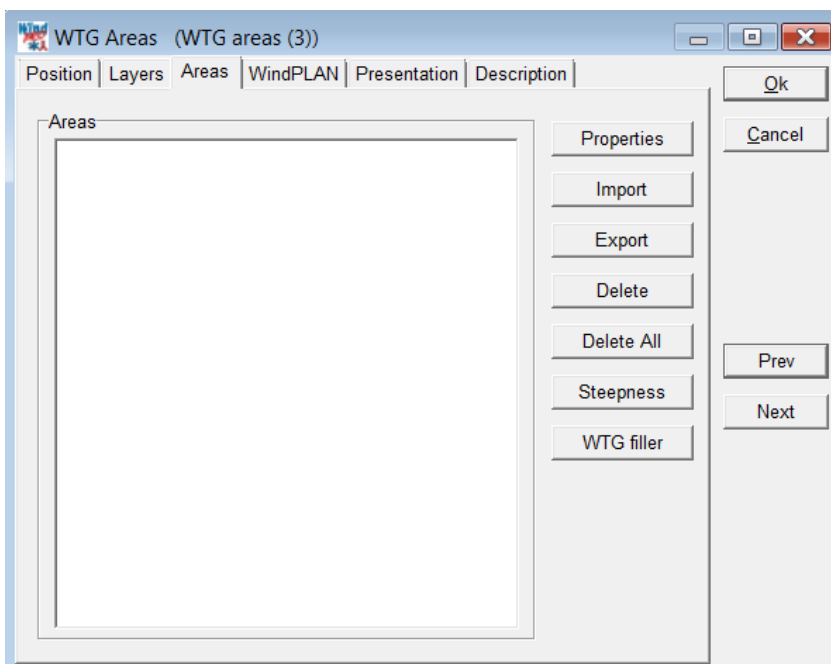 WTG Areas (WTG areas (3))
Position Layers Areas WindPLAN Presentation Description
Areas
Properties
Import
Export
Delete
Delete All
Steepness
WTG filler
Ok
Cancel
Prev
Next